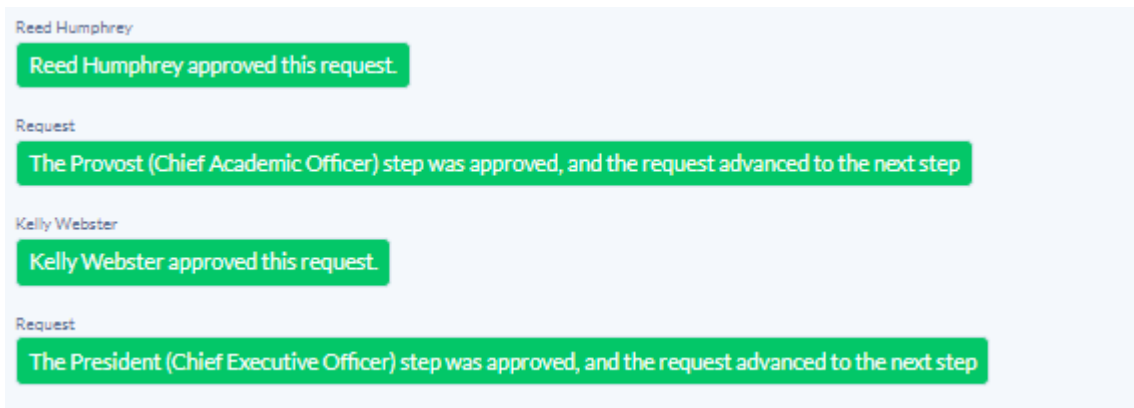 Reed Humphrey
Reed Humphrey approved this request.
Request
The Provost (Chief Academic Officer) step was approved, and the request advanced to the next step
Kelly Webster
Kelly Webster approved this request.
Request
The President (Chief Executive Officer) step was approved, and the request advanced to the next step